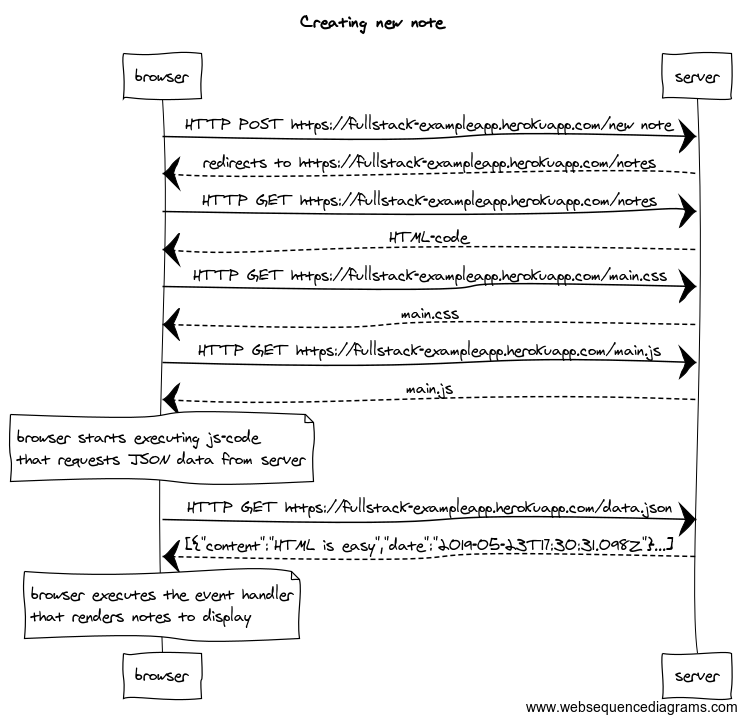 Creating new note
browser
server
HTTP POST https://fullstack-exampleapp.herokuapp.com/new note
redirects to https://fullstack-exampleapp.herokuapp.com/notes
HTTP GET https://fullstack-exampleapp.herokuapp.com/notes
HTML-code
HTTP GET https://fullstack-exampleapp.herokuapp.com/main.css
main.css
HTTP GET https://fullstack-exampleapp.herokuapp.com/main.js
main.js
browser starts executing js-code
that requests JSON data from server
HTTP GET https://fullstack-exampleapp.herokuapp.com/data.json
[{"content":"HTML is easy","date":"2019-05-23T17:30:31.098Z"}...]
browser executes the event handler
that renders notes to display
browser
server
www.websequencediagrams.com